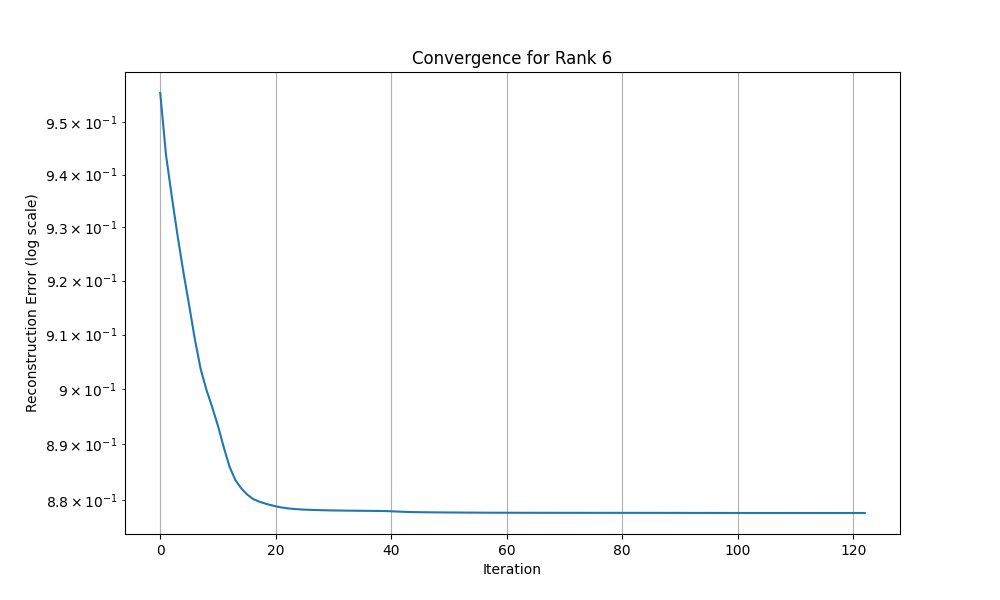 Convergence for Rank 6
Reconstruction Error (log scale)
9.5 × 10⁻¹
9.4 × 10⁻¹
9.3 × 10⁻¹
9.2 × 10⁻¹
9.1 × 10⁻¹
9 × 10⁻¹
8.9 × 10⁻¹
8.8 × 10⁻¹
0 20 40 60 80 100 120
Iteration